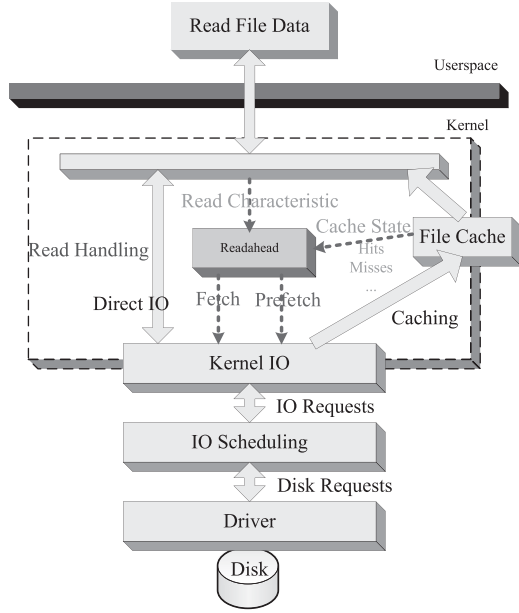 Read File Data
Userspace
Kernel
Read Characteristic
Cache State
File Cache
Readahead
Hits
Read Handling
Misses
...
Direct IO
Fetch
Prefetch
Caching
Kernel IO
IO Requests
IO Scheduling
Disk Requests
Driver
Disk